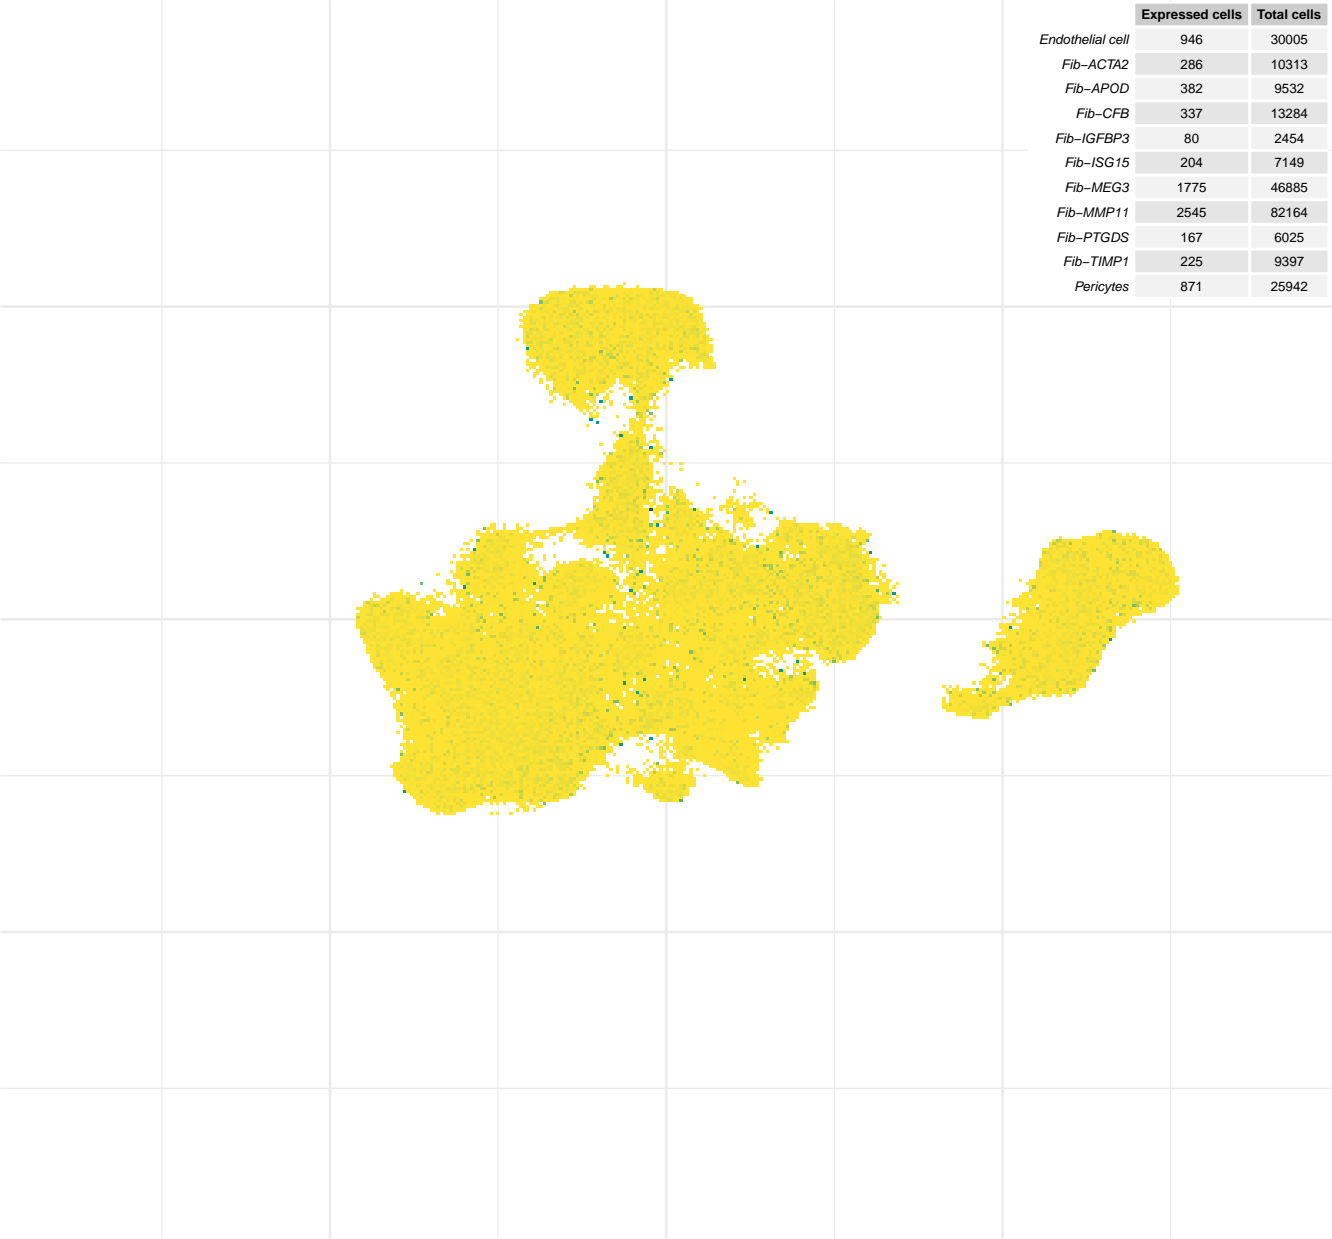 Expressed cells Total cells
Endothelial cell 946 30005
Fib−ACTA2 286 10313
Fib−APOD 382 9532
Fib−CFB 337 13284
Fib−IGFBP3 80 2454
Fib−ISG15 204 7149
Fib−MEG3 1775 46885
Fib−MMP11 2545 82164
Fib−PTGDS 167 6025
Fib−TIMP1 225 9397
Pericytes 871 25942